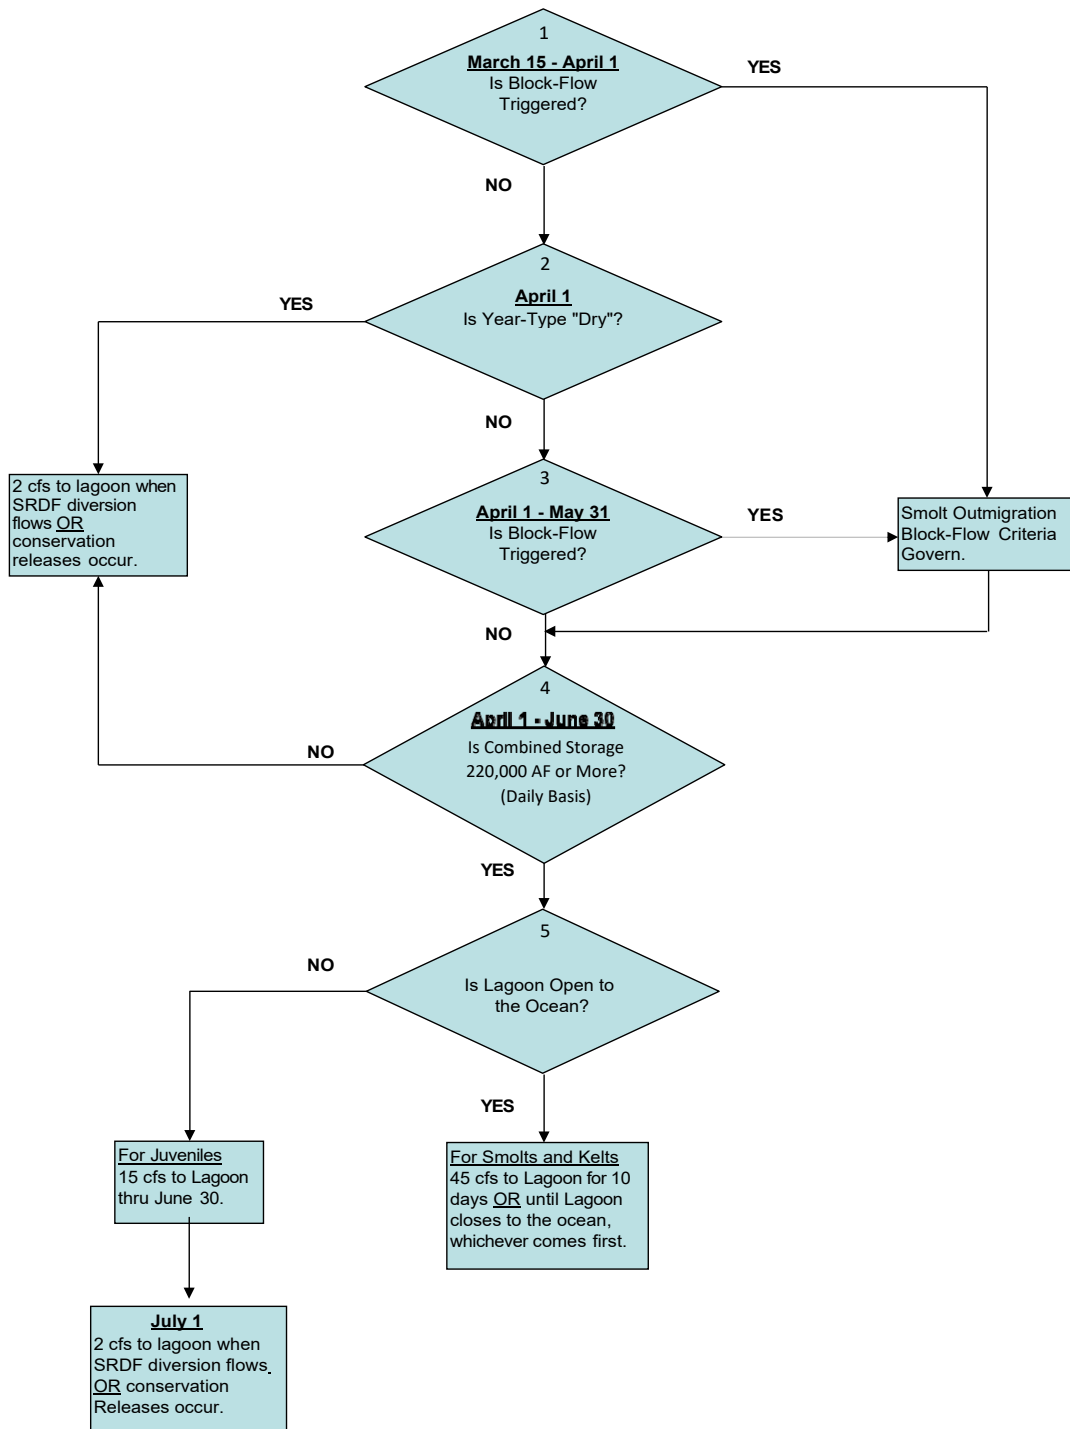 1
March 15 - April 1
Is Block-Flow
Triggered?
YES
NO
2
April 1
Is Year-Type "Dry"?
YES
NO
2 cfs to lagoon when
SRDF diversion
flows OR
conservation
releases occur.
3
April 1 - May 31
Is Block-Flow
Triggered?
YES
Smolt Outmigration
Block-Flow Criteria
Govern.
NO
4
April 1 - June 30
Is Combined Storage
220,000 AF or More?
(Daily Basis)
NO
YES
5
Is Lagoon Open to
the Ocean?
NO
YES
For Juveniles
15 cfs to Lagoon
thru June 30.
For Smolts and Kelts
45 cfs to Lagoon for 10
days OR until Lagoon
closes to the ocean,
whichever comes first.
July 1
2 cfs to lagoon when
SRDF diversion flows
OR conservation
Releases occur.